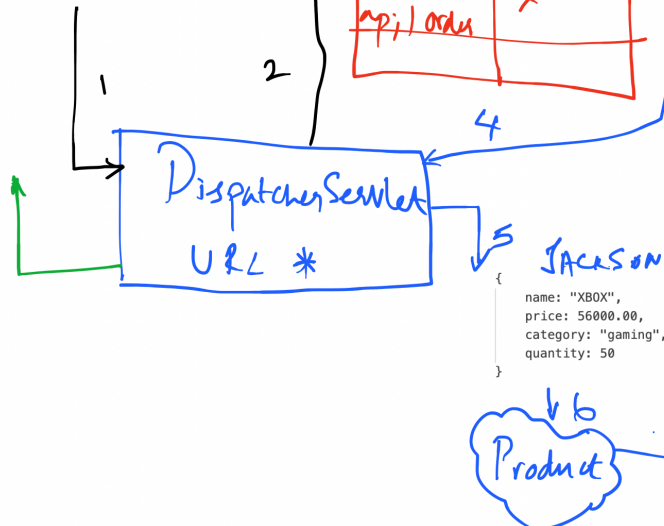 api/order
1
2
4
DispatcherServlet
URL *
5
JACKSON
{
name: "XBOX",
price: 56000.00,
category: "gaming",
quantity: 50
}
6
Product